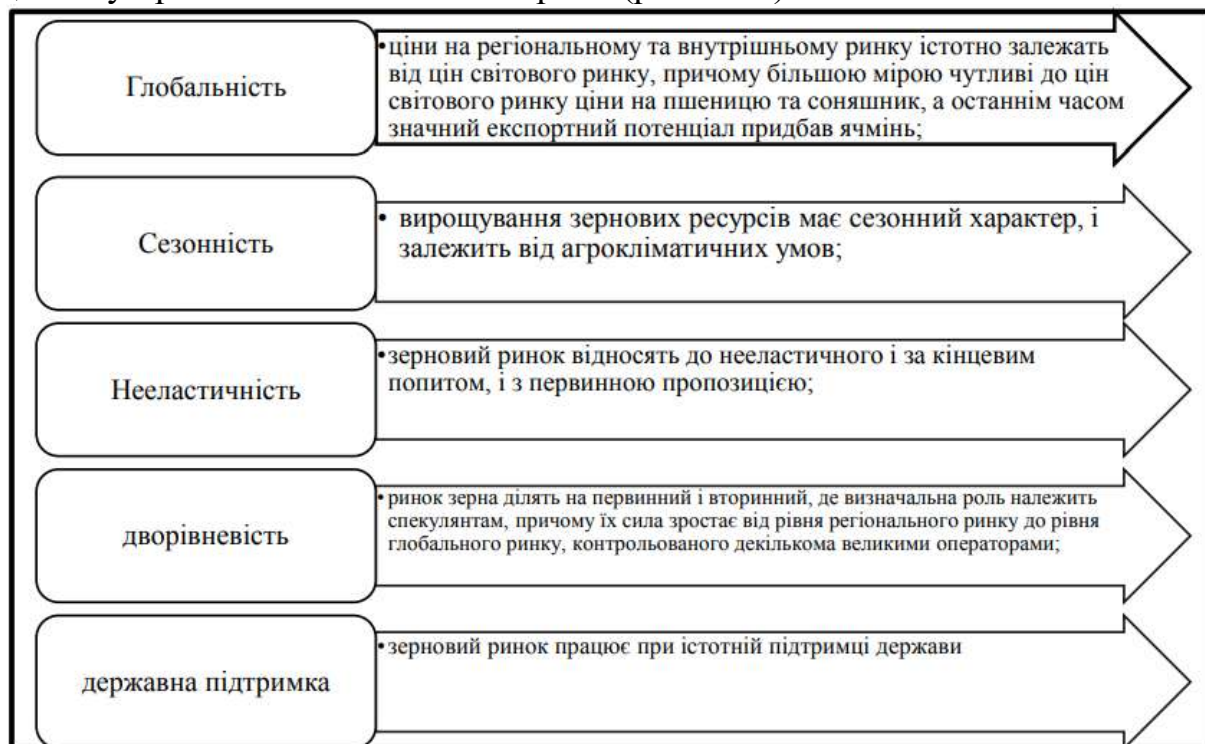 Глобальність
•ціни на регіональному та внутрішньому ринку істотно залежать
від цін світового ринку, причому більшою мірою чутливі до цін
світового ринку ціни на пшеницю та соняшник, а останнім часом
значний експортний потенціал придбав ячмінь;
Сезонність
• вирощування зернових ресурсів має сезонний характер, і
залежить від агрокліматичних умов;
Нееластичність
•зерновий ринок відносять до нееластичного і за кінцевим
попитом, і з первинною пропозицією;
дворівневість
•ринок зерна ділять на первинний і вторинний, де визначальна роль належить
спекулянтам, причому їх сила зростає від рівня регіонального ринку до рівня
глобального ринку, контрольованого декількома великими операторами;
державна підтримка
•зерновий ринок працює при істотній підтримці держави